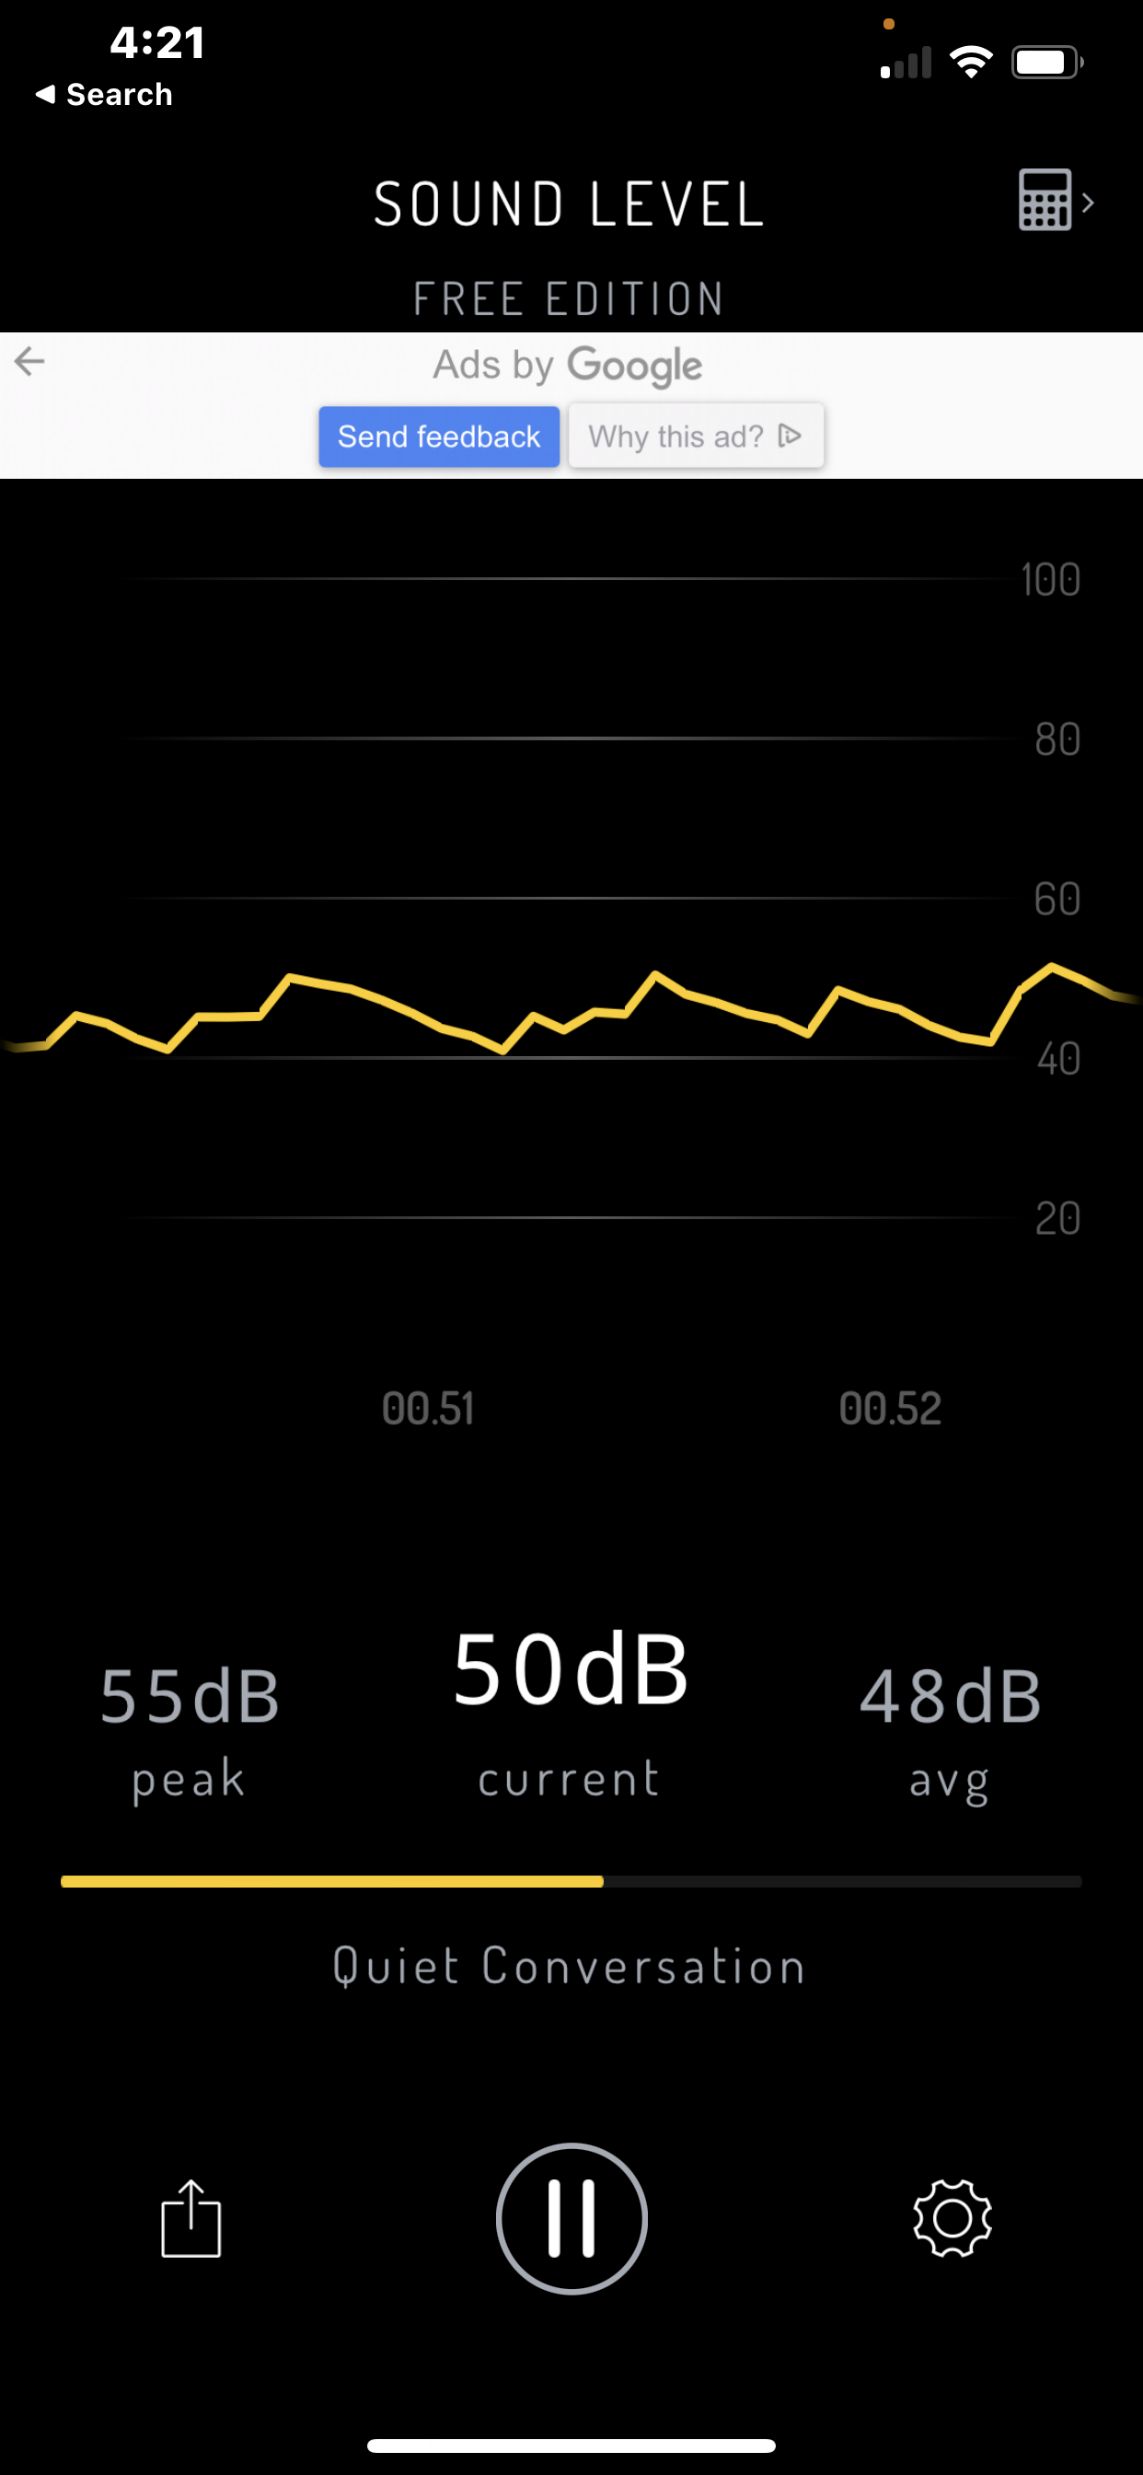 4:21
Search
SOUND LEVEL
FREE EDITION
Ads by Google
Send feedback
Why this ad?
100
80
60
40
20
00.51
00.52
55dB
50dB
48dB
peak
current
avg
Quiet Conversation